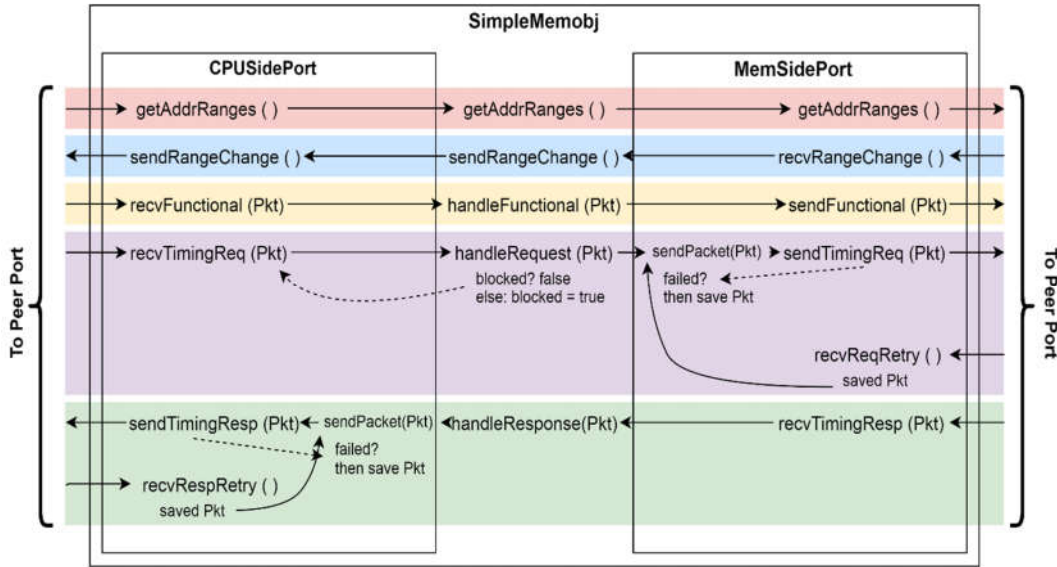 SimpleMemobj
CPUSidePort
MemSidePort
getAddrRanges ( )
getAddrRanges ( )
getAddrRanges ( )
sendRangeChange ( )
sendRangeChange ( )
recvRangeChange ( )
recvFunctional (Pkt)
handleFunctional (Pkt)
sendFunctional (Pkt)
recvTimingReq (Pkt)
handleRequest (Pkt)
sendPacket(Pkt)
sendTimingReq (Pkt)
blocked? false
else: blocked = true
failed?
then save Pkt
recvReqRetry ( )
saved Pkt
sendTimingResp (Pkt)
sendPacket(Pkt)
handleResponse(Pkt)
recvTimingResp (Pkt)
failed?
then save Pkt
recvRespRetry ( )
saved Pkt
To Peer Port
To Peer Port